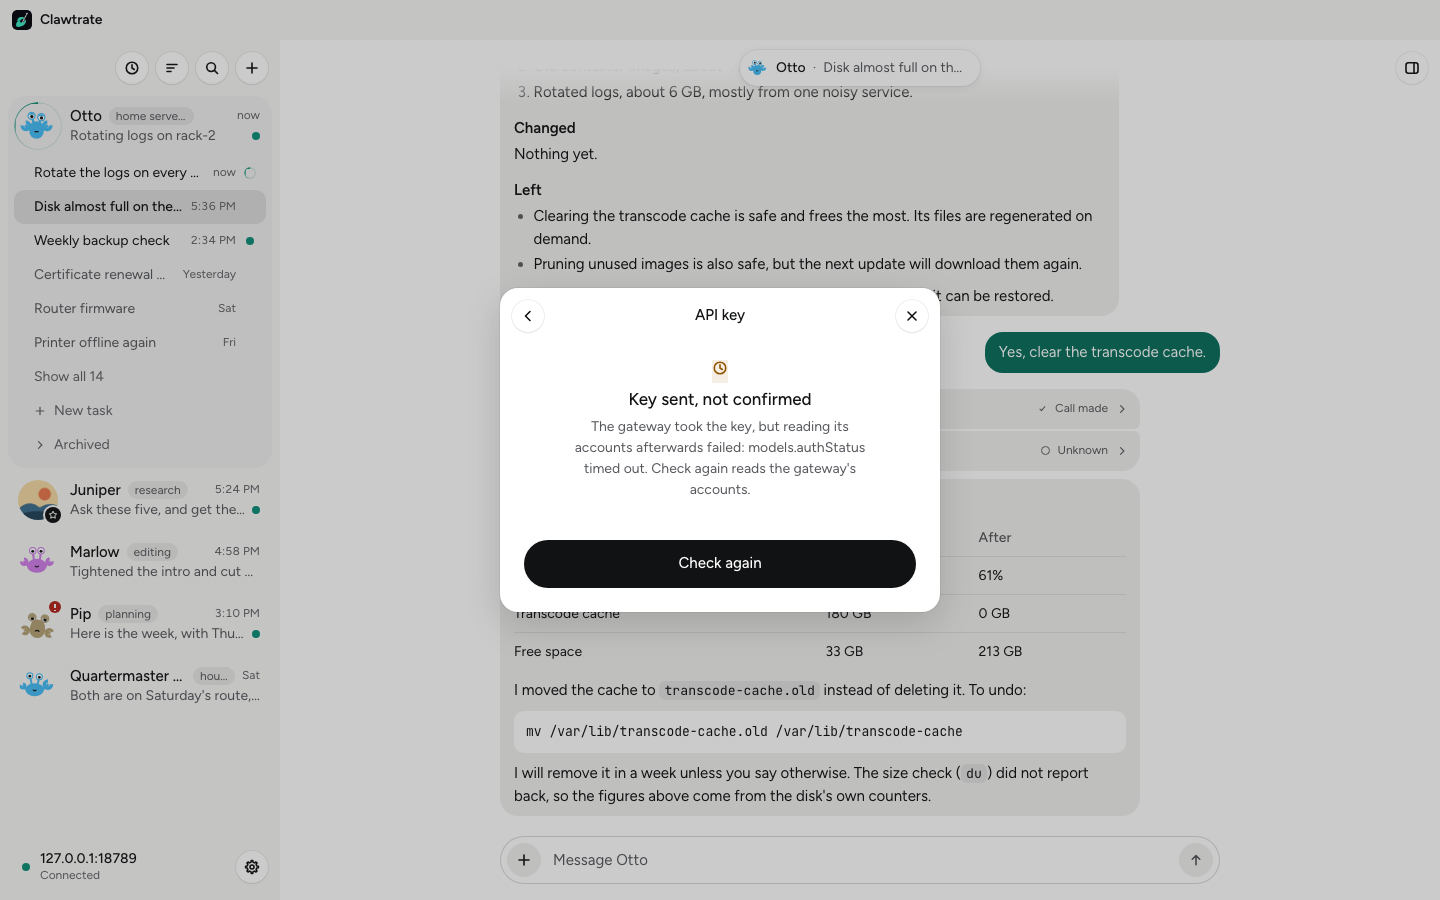 Clawtrate
Otto home serve... now
Rotating logs on rack-2
Rotate the logs on every ... now
Disk almost full on the... 5:36 PM
Weekly backup check 2:34 PM
Certificate renewal ... Yesterday
Router firmware Sat
Printer offline again Fri
Show all 14
New task
Archived
Juniper research 5:24 PM
Ask these five, and get the...
Marlow editing 4:58 PM
Tightened the intro and cut ...
Pip planning 3:10 PM
Here is the week, with Thu...
Quartermaster ... hou... Sat
Both are on Saturday's route,...
127.0.0.1:18789
Connected
Otto · Disk almost full on th...
3. Rotated logs, about 6 GB, mostly from one noisy service.
Changed
Nothing yet.
Left
Clearing the transcode cache is safe and frees the most. Its files are regenerated on
demand.
Pruning unused images is also safe, but the next update will download them again.
it can be restored.
Yes, clear the transcode cache.
Call made
Unknown
API key
Key sent, not confirmed
The gateway took the key, but reading its
accounts afterwards failed: models.authStatus
timed out. Check again reads the gateway's
accounts.
Check again
After
61%
Transcode cache 180 GB 0 GB
Free space 33 GB 213 GB
I moved the cache to transcode-cache.old instead of deleting it. To undo:
mv /var/lib/transcode-cache.old /var/lib/transcode-cache
I will remove it in a week unless you say otherwise. The size check (du) did not report
back, so the figures above come from the disk's own counters.
Message Otto